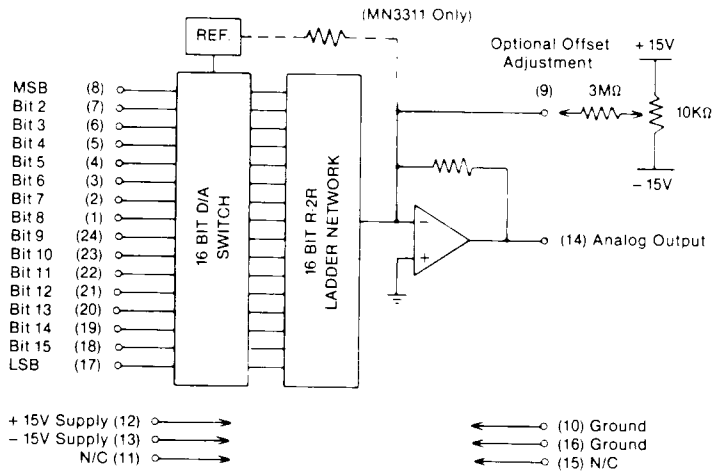 (MN3311 Only)
REF.
Optional Offset
Adjustment
+ 15V
(9)
3MΩ
10KΩ
- 15V
MSB (8)
Bit 2 (7)
Bit 3 (6)
Bit 4 (5)
Bit 5 (4)
Bit 6 (3)
Bit 7 (2)
Bit 8 (1)
Bit 9 (24)
Bit 10 (23)
Bit 11 (22)
Bit 12 (21)
Bit 13 (20)
Bit 14 (19)
Bit 15 (18)
LSB (17)
16 BIT D/A
SWITCH
16 BIT R-2R
LADDER NETWORK
-
+
(14) Analog Output
+ 15V Supply (12)
- 15V Supply (13)
N/C (11)
(10) Ground
(16) Ground
(15) N/C